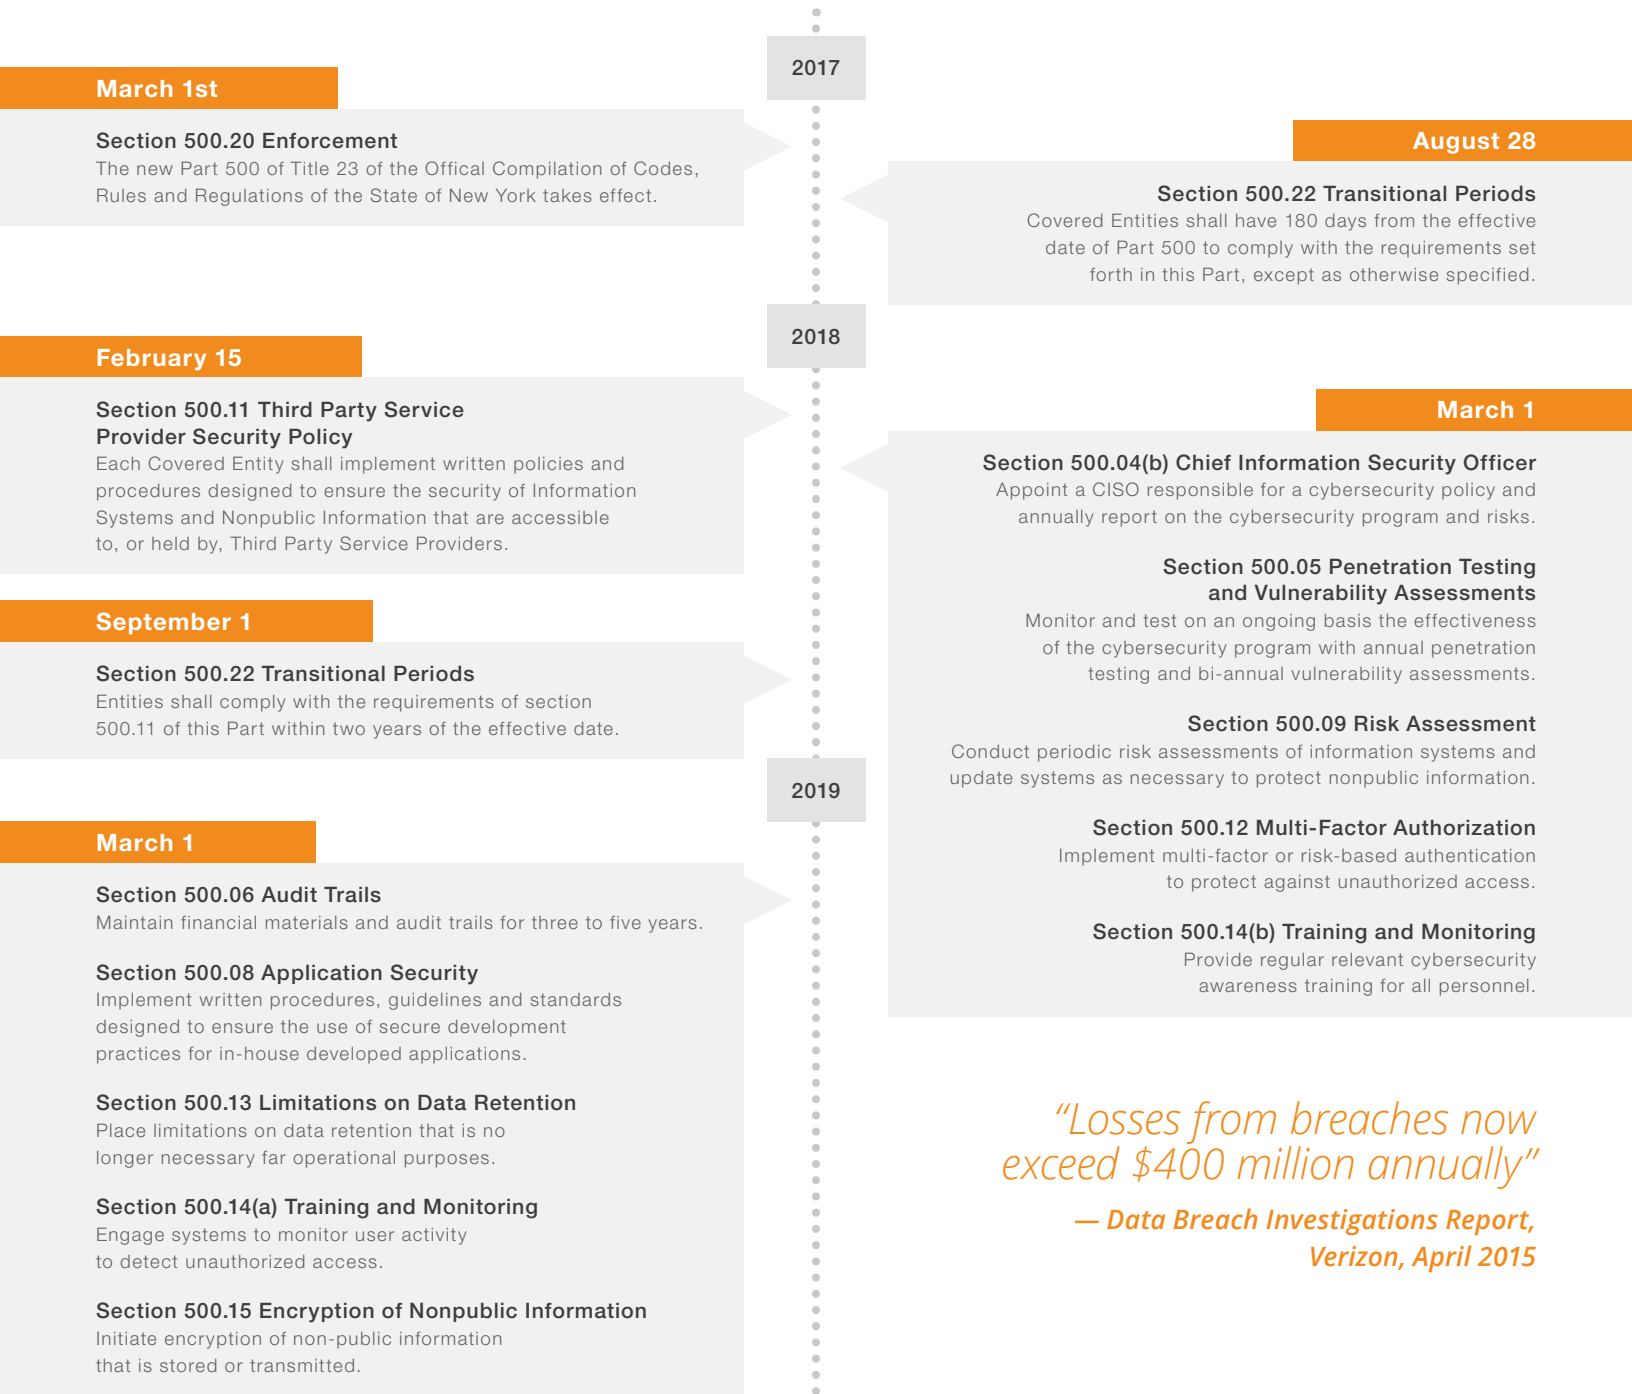 2017
March 1st
Section 500.20 Enforcement
The new Part 500 of Title 23 of the Offical Compilation of Codes,
Rules and Regulations of the State of New York takes effect.
August 28
Section 500.22 Transitional Periods
Covered Entities shall have 180 days from the effective
date of Part 500 to comply with the requirements set
forth in this Part, except as otherwise specified.
2018
February 15
Section 500.11 Third Party Service
Provider Security Policy
Each Covered Entity shall implement written policies and
procedures designed to ensure the security of Information
Systems and Nonpublic Information that are accessible
to, or held by, Third Party Service Providers.
March 1
Section 500.04(b) Chief Information Security Officer
Appoint a CISO responsible for a cybersecurity policy and
annually report on the cybersecurity program and risks.
Section 500.05 Penetration Testing
and Vulnerability Assessments
Monitor and test on an ongoing basis the effectiveness
of the cybersecurity program with annual penetration
testing and bi-annual vulnerability assessments.
Section 500.09 Risk Assessment
Conduct periodic risk assessments of information systems and
update systems as necessary to protect nonpublic information.
Section 500.12 Multi-Factor Authorization
Implement multi-factor or risk-based authentication
to protect against unauthorized access.
Section 500.14(b) Training and Monitoring
Provide regular relevant cybersecurity
awareness training for all personnel.
September 1
Section 500.22 Transitional Periods
Entities shall comply with the requirements of section
500.11 of this Part within two years of the effective date.
2019
March 1
Section 500.06 Audit Trails
Maintain financial materials and audit trails for three to five years.
Section 500.08 Application Security
Implement written procedures, guidelines and standards
designed to ensure the use of secure development
practices for in-house developed applications.
Section 500.13 Limitations on Data Retention
Place limitations on data retention that is no
longer necessary far operational purposes.
Section 500.14(a) Training and Monitoring
Engage systems to monitor user activity
to detect unauthorized access.
Section 500.15 Encryption of Nonpublic Information
Initiate encryption of non-public information
that is stored or transmitted.
“Losses from breaches now
exceed $400 million annually”
— Data Breach Investigations Report,
Verizon, April 2015